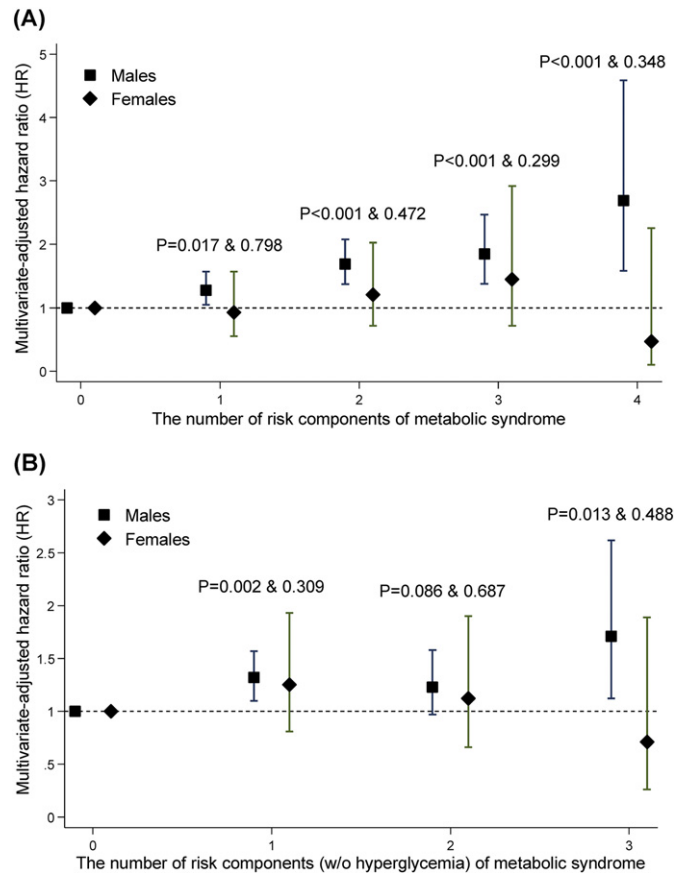 (A)
Multivariate-adjusted hazard ratio (HR)
5
4
3
2
1
0
Males
Females
P=0.017 & 0.798
P<0.001 & 0.472
P<0.001 & 0.299
P<0.001 & 0.348
0 1 2 3 4
The number of risk components of metabolic syndrome
(B)
Multivariate-adjusted hazard ratio (HR)
3
2.5
2
1.5
1
.5
0
Males
Females
P=0.002 & 0.309
P=0.086 & 0.687
P=0.013 & 0.488
0 1 2 3
The number of risk components (w/o hyperglycemia) of metabolic syndrome